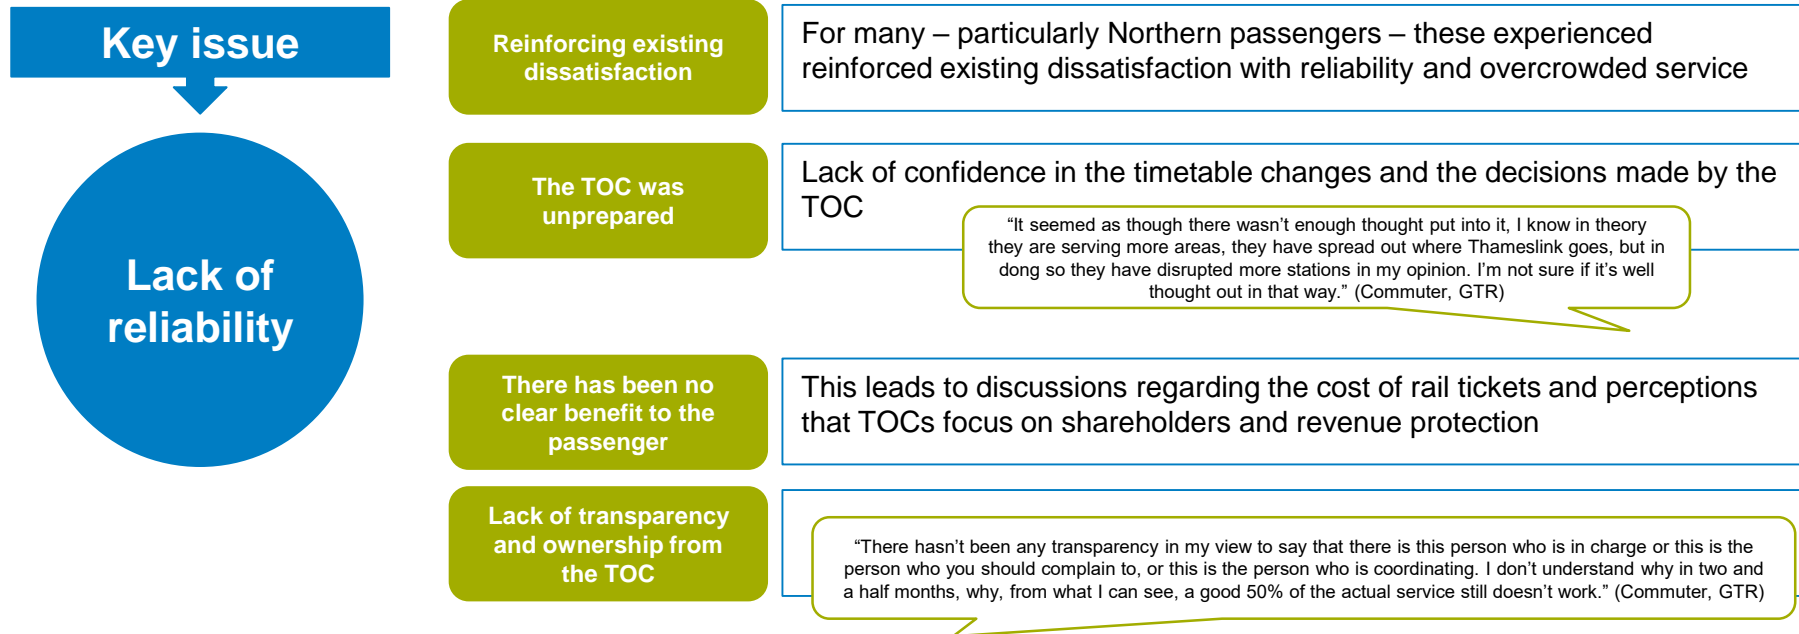 Key issue
Lack of
reliability
Reinforcing existing
dissatisfaction
For many – particularly Northern passengers – these experienced
reinforced existing dissatisfaction with reliability and overcrowded service
The TOC was
unprepared
Lack of confidence in the timetable changes and the decisions made by the
TOC
“It seemed as though there wasn’t enough thought put into it, I know in theory
they are serving more areas, they have spread out where Thameslink goes, but in
dong so they have disrupted more stations in my opinion. I’m not sure if it’s well
thought out in that way.” (Commuter, GTR)
There has been no
clear benefit to the
passenger
This leads to discussions regarding the cost of rail tickets and perceptions
that TOCs focus on shareholders and revenue protection
Lack of transparency
and ownership from
the TOC
“There hasn’t been any transparency in my view to say that there is this person who is in charge or this is the
person who you should complain to, or this is the person who is coordinating. I don’t understand why in two and
a half months, why, from what I can see, a good 50% of the actual service still doesn’t work.” (Commuter, GTR)